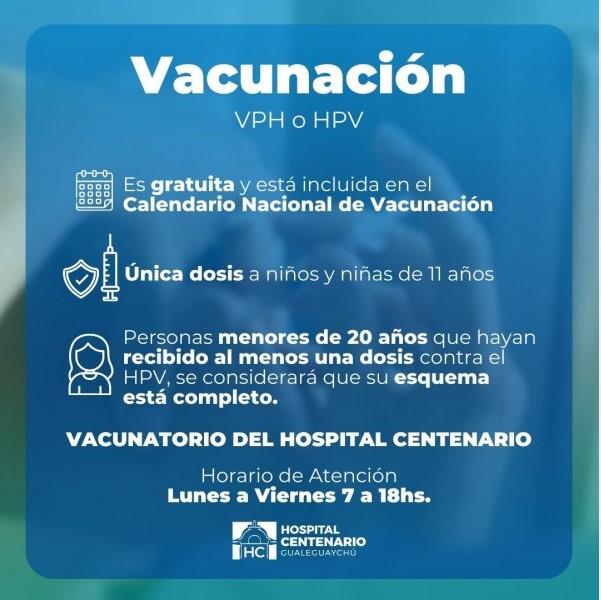 Vacunación
VPH o HPV
Es gratuita y está incluida en el
Calendario Nacional de Vacunación
Única dosis a niños y niñas de 11 años
Personas menores de 20 años que hayan
recibido al menos una dosis contra el
HPV, se considerará que su esquema
está completo.
VACUNATORIO DEL HOSPITAL CENTENARIO
Horario de Atención
Lunes a Viernes 7 a 18hs.
HC
HOSPITAL
CENTENARIO
GUALEGUAYCHÚ